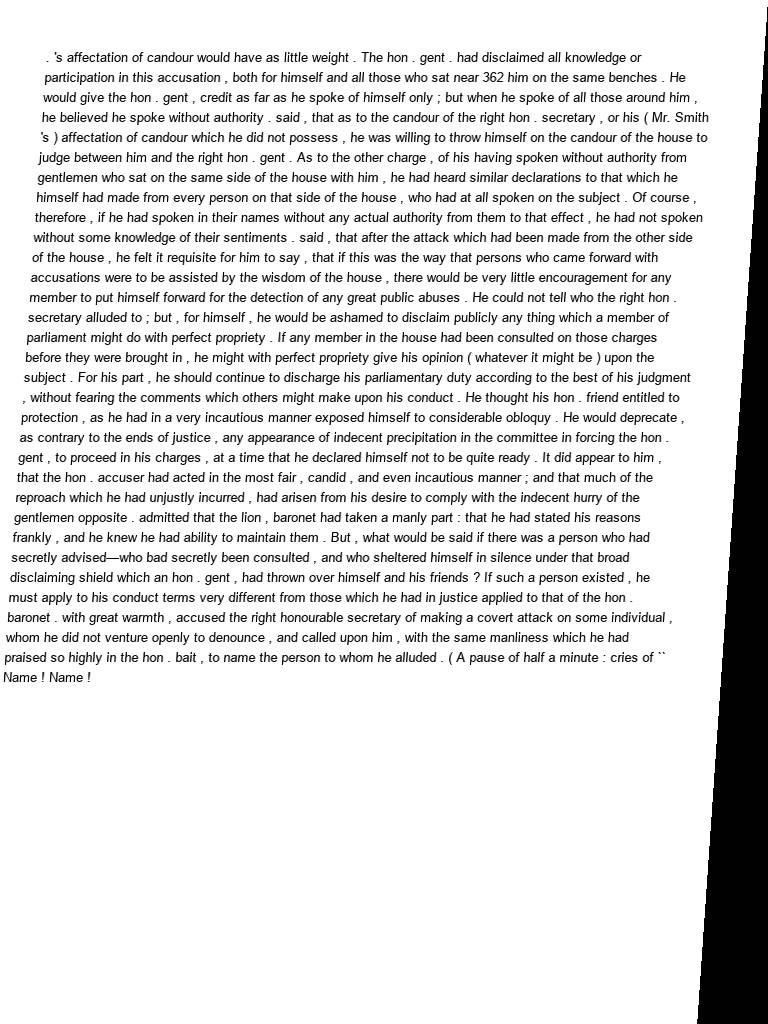 . 's affectation of candour would have as little weight . The hon . gent . had disclaimed all knowledge or
participation in this accusation , both for himself and all those who sat near 362 him on the same benches . He
would give the hon . gent , credit as far as he spoke of himself only ; but when he spoke of all those around him ,
he believed he spoke without authority . said , that as to the candour of the right hon . secretary , or his ( Mr. Smith
's ) affectation of candour which he did not possess , he was willing to throw himself on the candour of the house to
judge between him and the right hon . gent . As to the other charge , of his having spoken without authority from
gentlemen who sat on the same side of the house with him , he had heard similar declarations to that which he
himself had made from every person on that side of the house , who had at all spoken on the subject . Of course ,
therefore , if he had spoken in their names without any actual authority from them to that effect , he had not spoken
without some knowledge of their sentiments . said , that after the attack which had been made from the other side
of the house , he felt it requisite for him to say , that if this was the way that persons who came forward with
accusations were to be assisted by the wisdom of the house , there would be very little encouragement for any
member to put himself forward for the detection of any great public abuses . He could not tell who the right hon .
secretary alluded to ; but , for himself , he would be ashamed to disclaim publicly any thing which a member of
parliament might do with perfect propriety . If any member in the house had been consulted on those charges
before they were brought in , he might with perfect propriety give his opinion ( whatever it might be ) upon the
subject . For his part , he should continue to discharge his parliamentary duty according to the best of his judgment
, without fearing the comments which others might make upon his conduct . He thought his hon . friend entitled to
protection , as he had in a very incautious manner exposed himself to considerable obloquy . He would deprecate ,
as contrary to the ends of justice , any appearance of indecent precipitation in the committee in forcing the hon .
gent , to proceed in his charges , at a time that he declared himself not to be quite ready . It did appear to him ,
that the hon . accuser had acted in the most fair , candid , and even incautious manner ; and that much of the
reproach which he had unjustly incurred , had arisen from his desire to comply with the indecent hurry of the
gentlemen opposite . admitted that the lion , baronet had taken a manly part : that he had stated his reasons
frankly , and he knew he had ability to maintain them . But , what would be said if there was a person who had
secretly advised—who bad secretly been consulted , and who sheltered himself in silence under that broad
disclaiming shield which an hon . gent , had thrown over himself and his friends ? If such a person existed , he
must apply to his conduct terms very different from those which he had in justice applied to that of the hon .
baronet . with great warmth , accused the right honourable secretary of making a covert attack on some individual ,
whom he did not venture openly to denounce , and called upon him , with the same manliness which he had
praised so highly in the hon . bait , to name the person to whom he alluded . ( A pause of half a minute : cries of ``
Name ! Name !